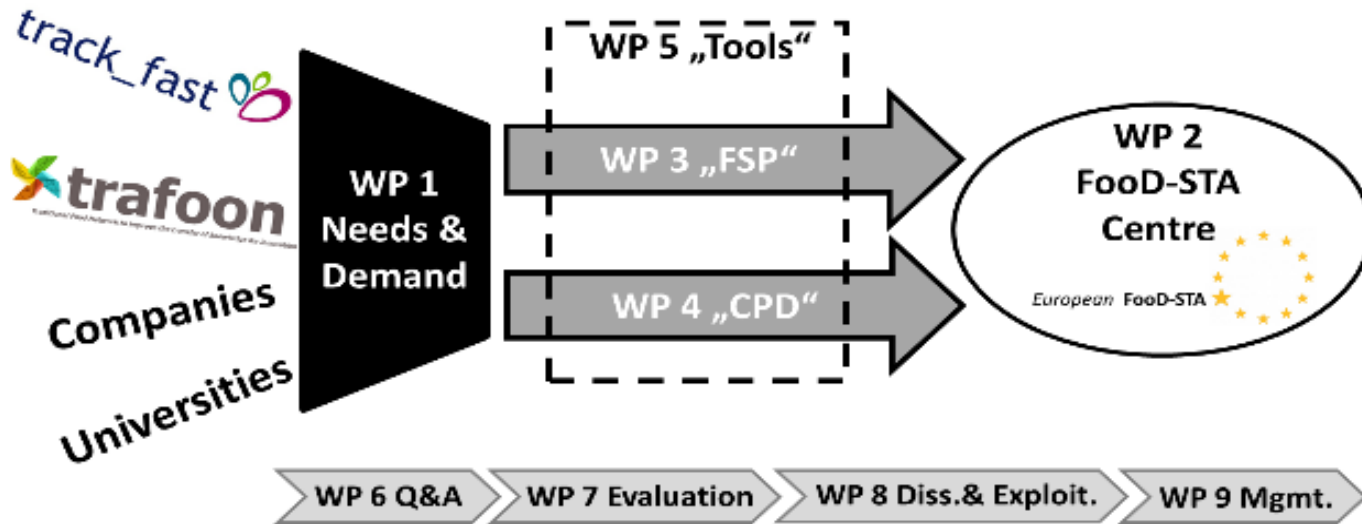 track_fast
trafoon
Companies
Universities
WP 1
Needs &
Demand
WP 5 „Tools“
WP 3 „FSP“
WP 4 „CPD“
WP 2
FooD-STA
Centre
European FooD-STA
WP 6 Q&A
WP 7 Evaluation
WP 8 Diss.& Exploit.
WP 9 Mgmt.